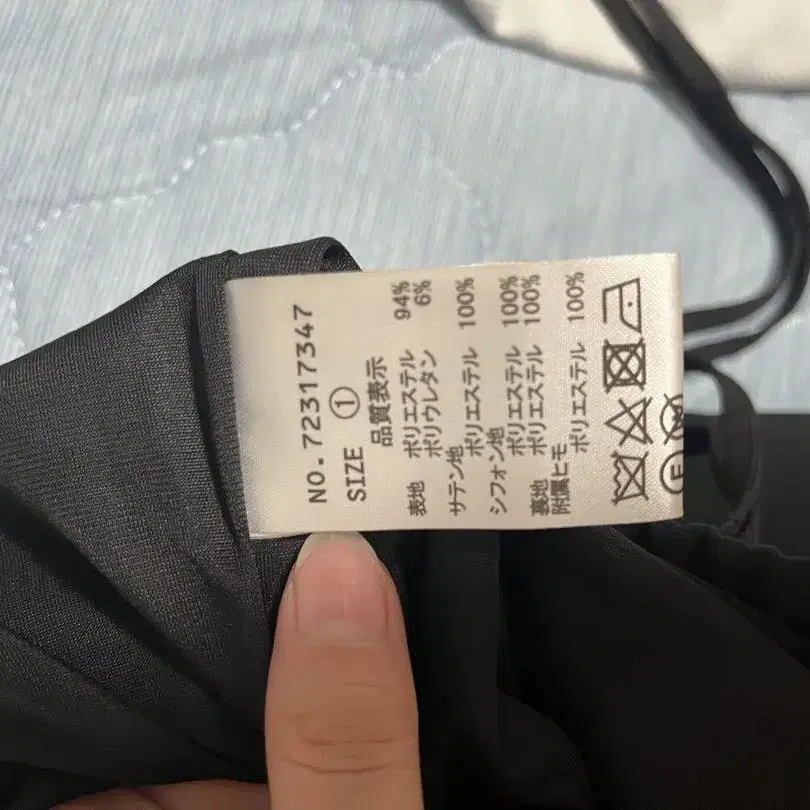 NO.72317347
SIZE ①
品質表示
表地 ポリエステル 94%
ポリウレタン 6%
サテン地
ポリエステル 100%
シフォン地
ポリエステル 100%
裏地 ポリエステル 100%
附属ヒモ
ポリエステル 100%
F
W